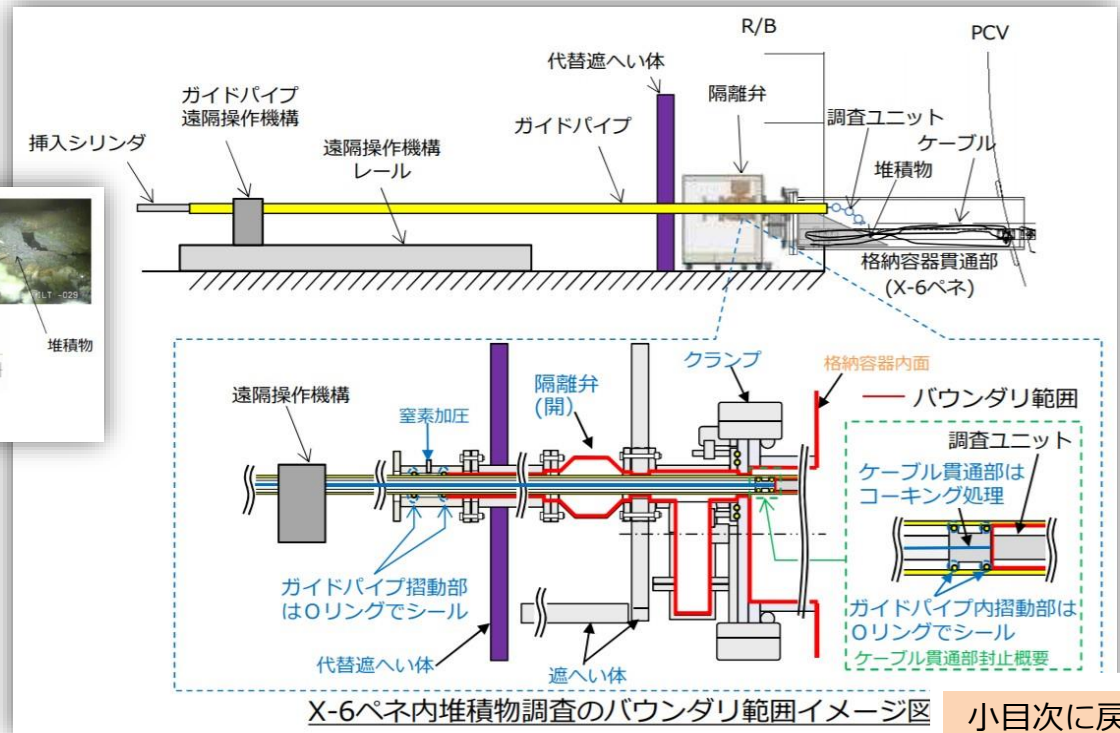 R/B
PCV
代替遮へい体
ガイドパイプ
遠隔操作機構
隔離弁
挿入シリンダ
遠隔操作機構
レール
ガイドパイプ
調査ユニット
ケーブル
堆積物
格納容器貫通部
(X-6ペネ)
堆積物
クランプ
格納容器内面
隔離弁
(開)
バウンダリ範囲
遠隔操作機構
窒素加圧
調査ユニット
ケーブル貫通部は
コーキング処理
ガイドパイプ摺動部
はOリングでシール
ガイドパイプ内摺動部は
Oリングでシール
ケーブル貫通部封止概要
代替遮へい体
遮へい体
X-6ペネ内堆積物調査のバウンダリ範囲イメージ図
小目次に戻